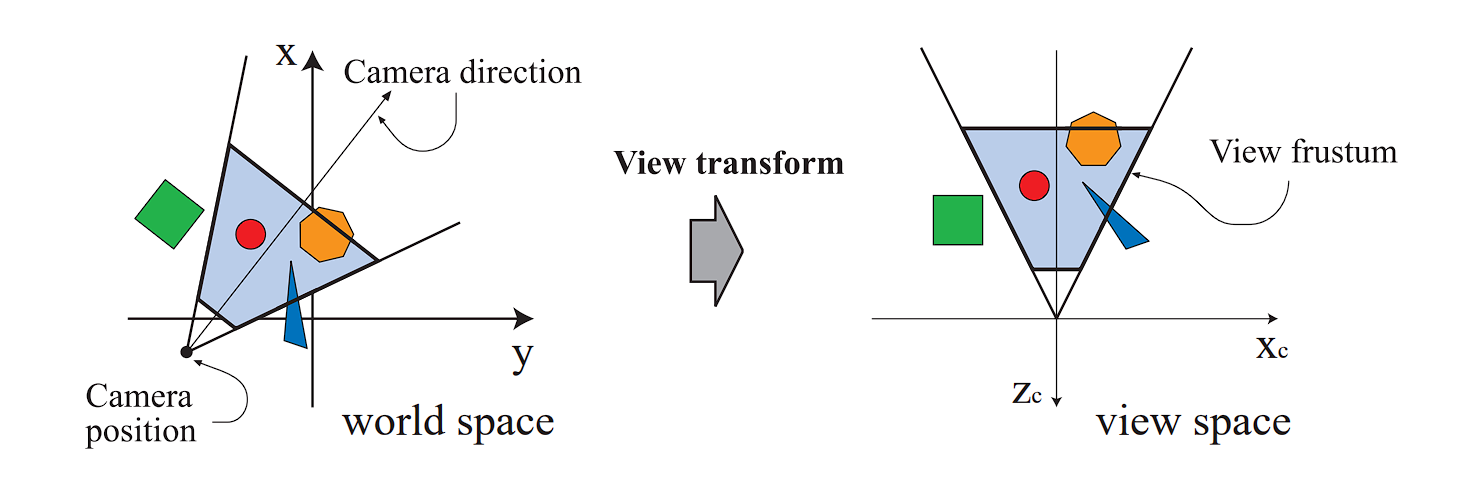 x
Camera direction
y
Camera
position
world space
View transform
View frustum
xc
zc
view space